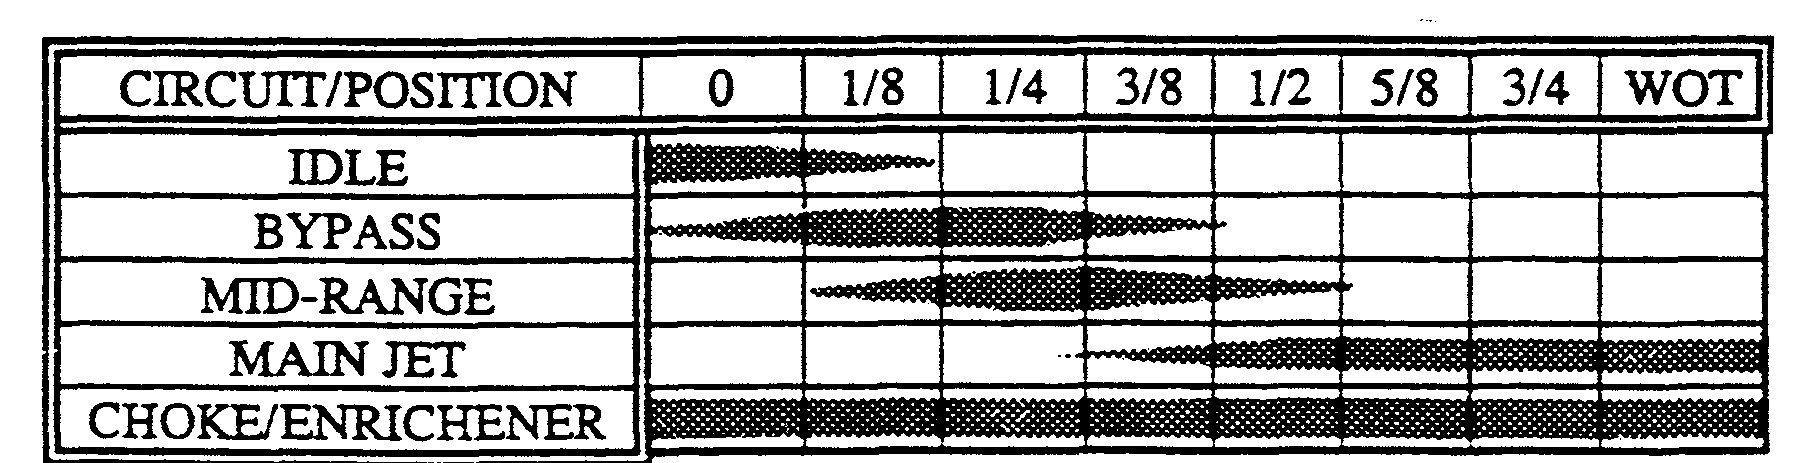 CIRCUIT/POSITION 0 1/8 1/4 3/8 1/2 5/8 3/4 WOT
IDLE
BYPASS
MID-RANGE
MAIN JET
CHOKE/ENRICHENER